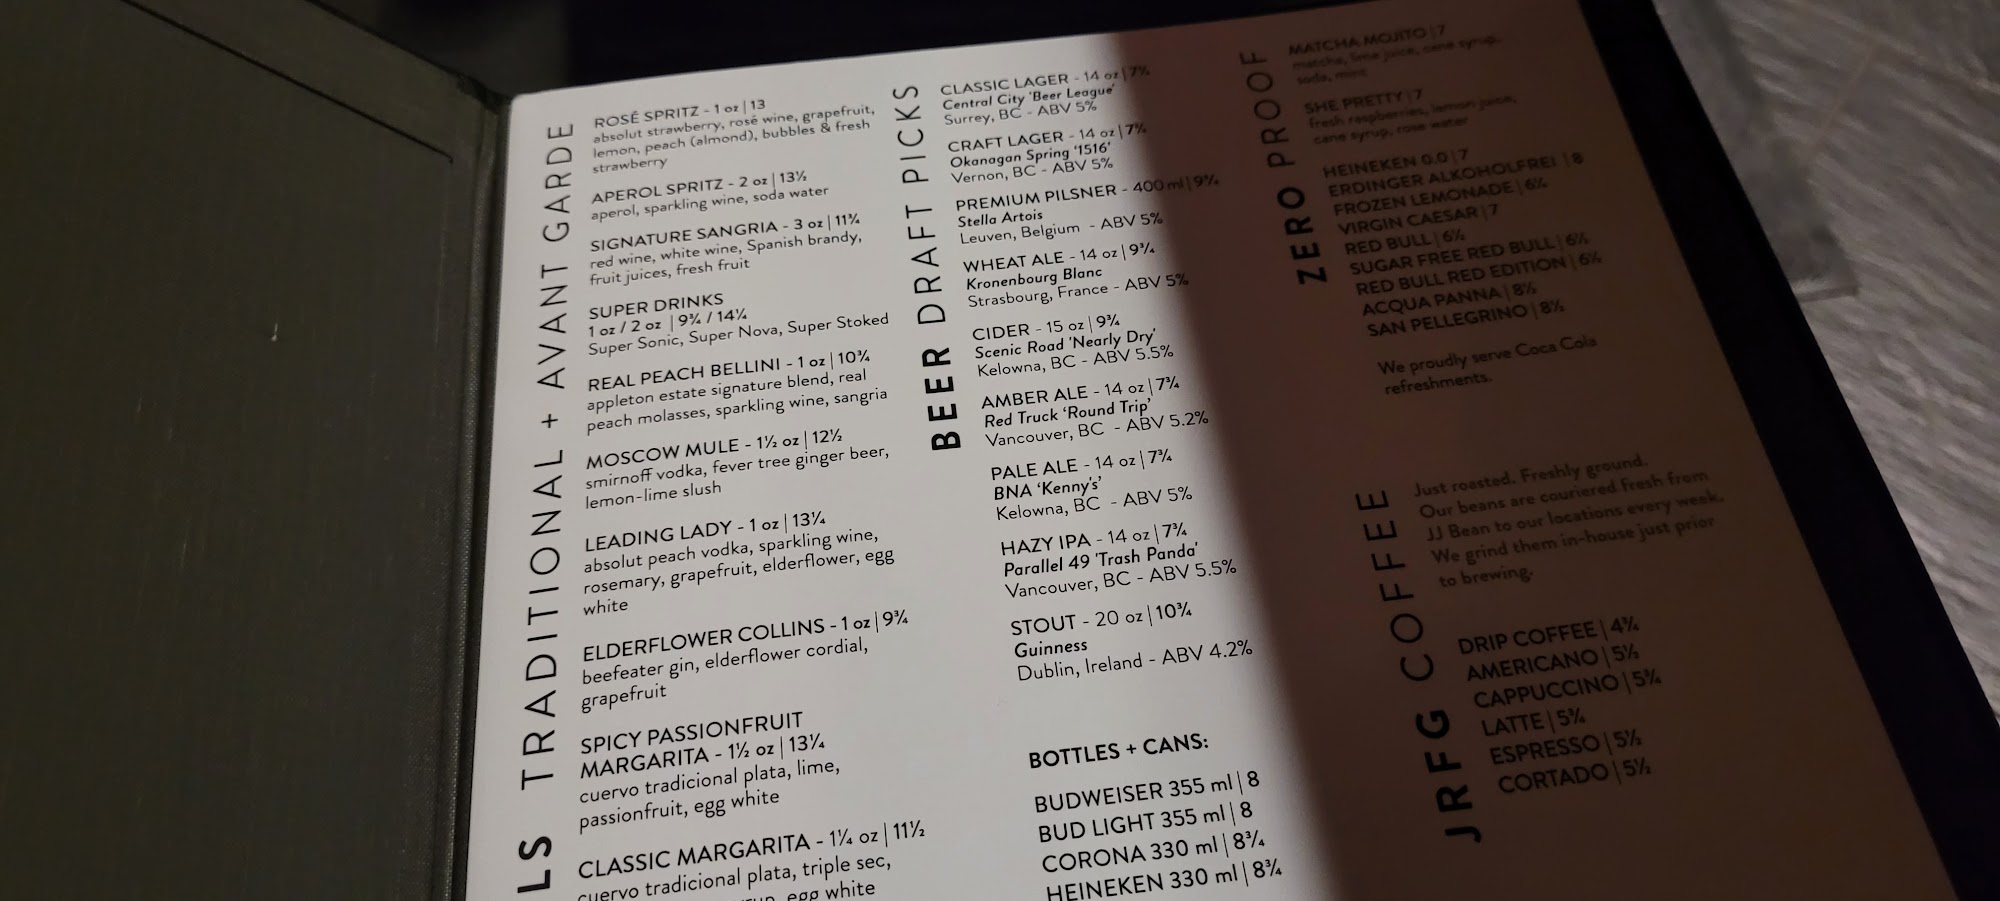 LS TRADITIONAL + AVANT GARDE
ROSÉ SPRITZ - 1 oz | 13
absolut strawberry, rosé wine, grapefruit,
lemon, peach (almond), bubbles & fresh
strawberry
APEROL SPRITZ - 2 oz | 13½
aperol, sparkling wine, soda water
SIGNATURE SANGRIA - 3 oz | 11¾
red wine, white wine, Spanish brandy,
fruit juices, fresh fruit
SUPER DRINKS
1 oz / 2 oz | 9¾ / 14¼
Super Sonic, Super Nova, Super Stoked
REAL PEACH BELLINI - 1 oz | 10¾
appleton estate signature blend, real
peach molasses, sparkling wine, sangria
MOSCOW MULE - 1½ oz | 12½
smirnoff vodka, fever tree ginger beer,
lemon-lime slush
LEADING LADY - 1 oz | 13¼
absolut peach vodka, sparkling wine,
rosemary, grapefruit, elderflower, egg
white
ELDERFLOWER COLLINS - 1 oz | 9¾
beefeater gin, elderflower cordial,
grapefruit
SPICY PASSIONFRUIT
MARGARITA - 1½ oz | 13¼
cuervo tradicional plata, lime,
passionfruit, egg white
CLASSIC MARGARITA - 1¼ oz | 11½
cuervo tradicional plata, triple sec,
egg white
BEER DRAFT PICKS
CLASSIC LAGER - 14 oz | 7¾
Central City 'Beer League'
Surrey, BC - ABV 5%
CRAFT LAGER - 14 oz | 7¾
Okanagan Spring '1516'
Vernon, BC - ABV 5%
PREMIUM PILSNER - 400 ml | 9¾
Stella Artois
Leuven, Belgium - ABV 5%
WHEAT ALE - 14 oz | 9¾
Kronenbourg Blanc
Strasbourg, France - ABV 5%
CIDER - 15 oz | 9¾
Scenic Road 'Nearly Dry'
Kelowna, BC - ABV 5.5%
AMBER ALE - 14 oz | 7¾
Red Truck 'Round Trip'
Vancouver, BC - ABV 5.2%
PALE ALE - 14 oz | 7¾
BNA 'Kenny's'
Kelowna, BC - ABV 5%
HAZY IPA - 14 oz | 7¾
Parallel 49 'Trash Panda'
Vancouver, BC - ABV 5.5%
STOUT - 20 oz | 10¾
Guinness
Dublin, Ireland - ABV 4.2%
BOTTLES + CANS:
BUDWEISER 355 ml | 8
BUD LIGHT 355 ml | 8
CORONA 330 ml | 8¾
HEINEKEN 330 ml | 8¾
ZERO PROOF
MATCHA MOJITO | 7
matcha, lime juice, cane syrup,
soda, mint
SHE PRETTY | 7
fresh raspberries, lemon juice,
cane syrup, rose water
HEINEKEN 0.0 | 7
ERDINGER ALKOHOLFREI | 8
FROZEN LEMONADE | 6¼
VIRGIN CAESAR | 7
RED BULL | 6½
SUGAR FREE RED BULL | 6½
RED BULL RED EDITION | 6½
ACQUA PANNA | 8½
SAN PELLEGRINO | 8½
We proudly serve Coca Cola
refreshments.
JRFG COFFEE
Just roasted. Freshly ground.
Our beans are couriered fresh from
JJ Bean to our locations every week.
We grind them in-house just prior
to brewing.
DRIP COFFEE | 4¾
AMERICANO | 5½
CAPPUCCINO | 5¾
LATTE | 5¾
ESPRESSO | 5½
CORTADO | 5½